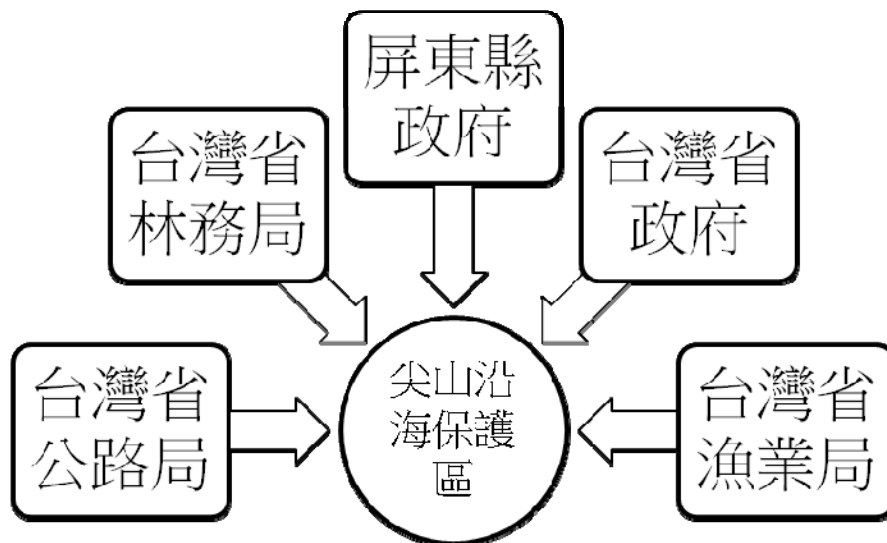 屏東縣
政府
台灣省
林務局
台灣省
政府
台灣省
公路局
尖山沿
海保護
區
台灣省
漁業局